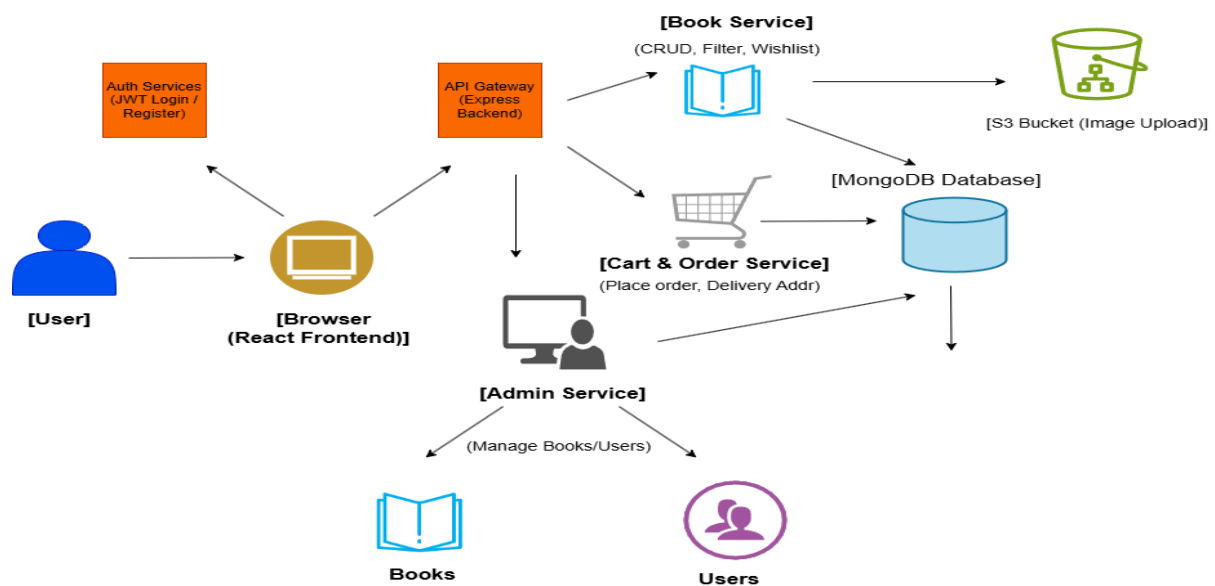 [Book Service]
(CRUD, Filter, Wishlist)
Auth Services
(JWT Login /
Register)
API Gateway
(Express
Backend)
[S3 Bucket (Image Upload)]
[MongoDB Database]
[Cart & Order Service]
(Place order, Delivery Addr)
[User]
[Browser
(React Frontend)]
[Admin Service]
(Manage Books/Users)
Books
Users